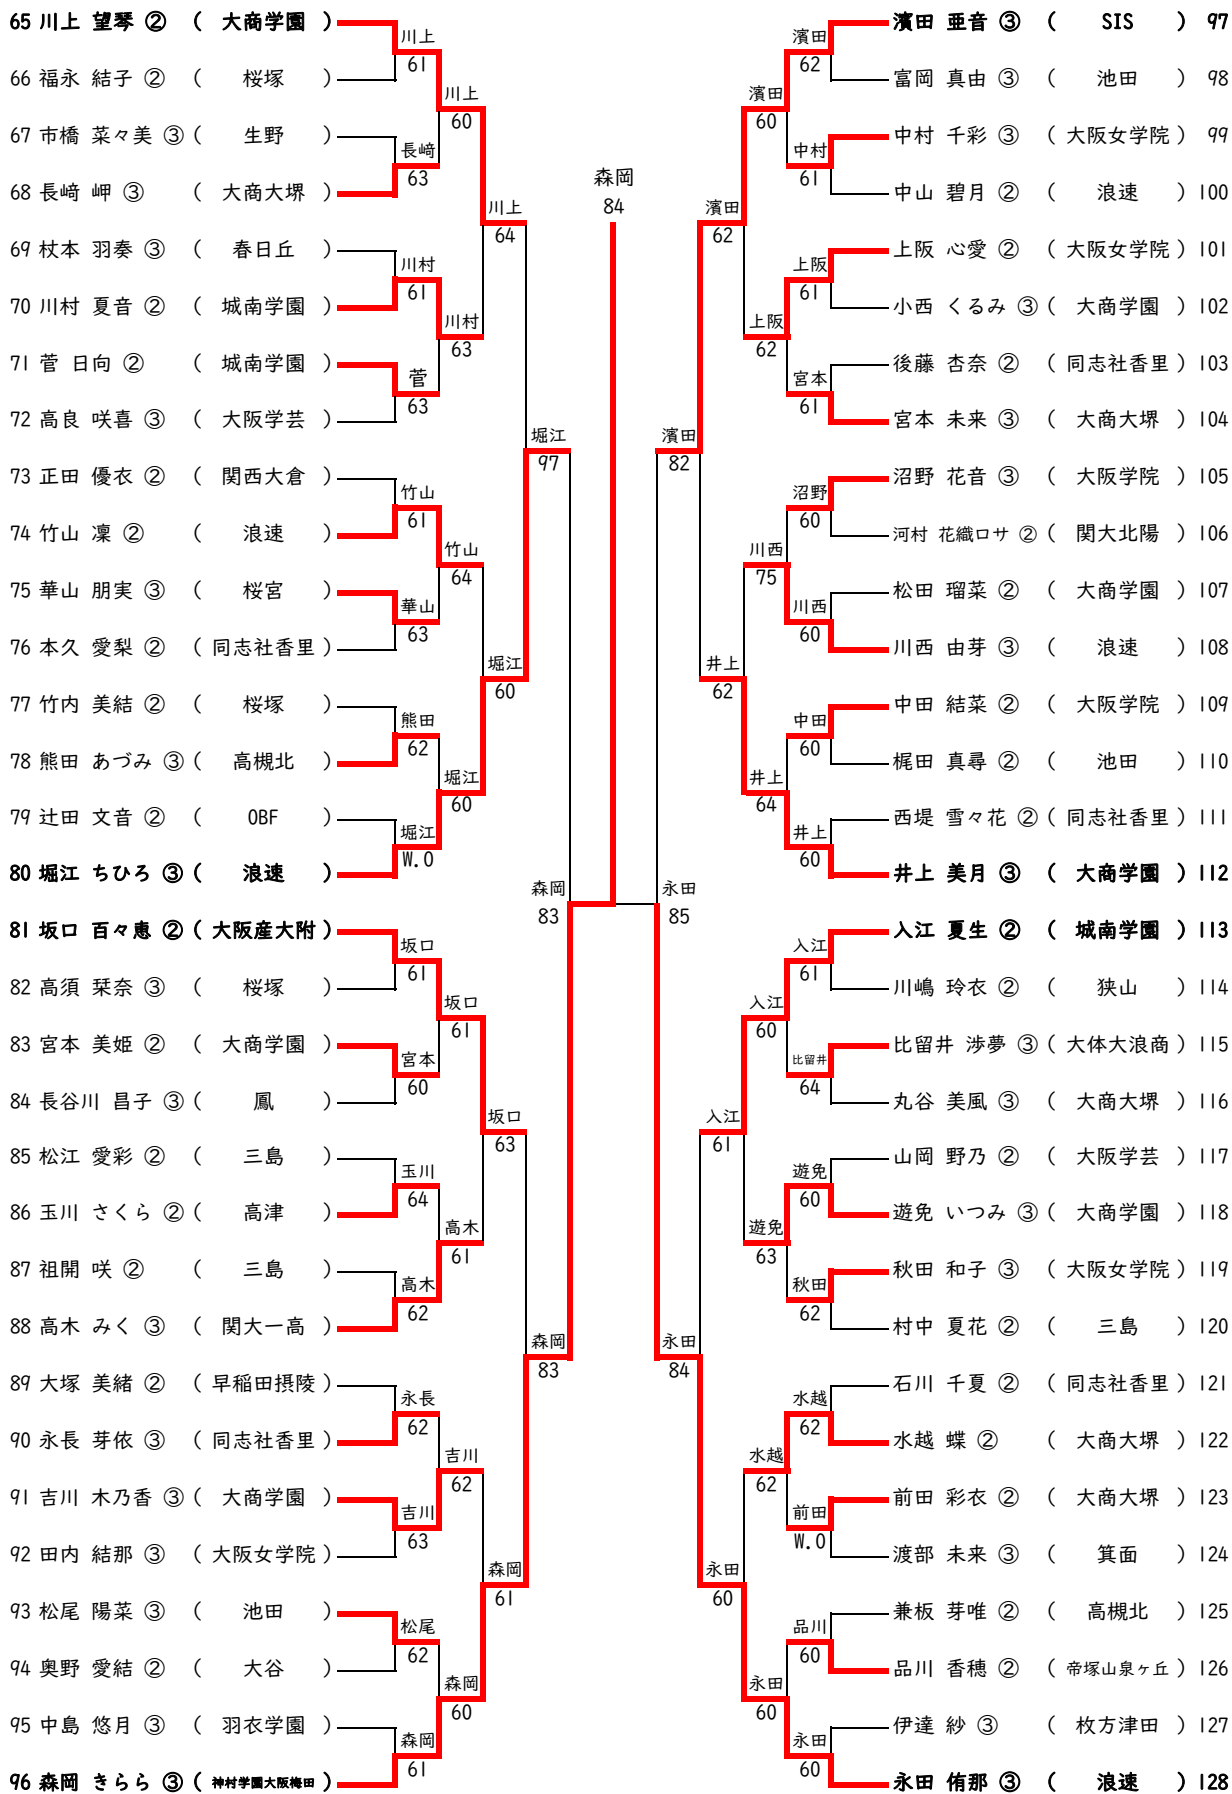 65 川上 望琴 ② ( 大商学園 )
66 福永 結子 ② ( 桜塚 )
67 市橋 菜々美 ③ ( 生野 )
68 長崎 岬 ③ ( 大商大堺 )
69 杖本 羽奏 ③ ( 春日丘 )
70 川村 夏音 ② ( 城南学園 )
71 菅 日向 ② ( 城南学園 )
72 高良 咲喜 ③ ( 大阪学芸 )
73 正田 優衣 ② ( 関西大倉 )
74 竹山 凜 ② ( 浪速 )
75 華山 朋実 ③ ( 桜宮 )
76 本久 愛梨 ② ( 同志社香里 )
77 竹内 美結 ② ( 桜塚 )
78 熊田 あづみ ③ ( 高槻北 )
79 辻田 文音 ② ( OBF )
80 堀江 ちひろ ③ ( 浪速 )
81 坂口 百々恵 ② ( 大阪産大附 )
82 高須 栞奈 ③ ( 桜塚 )
83 宮本 美姫 ② ( 大商学園 )
84 長谷川 昌子 ③ ( 鳳 )
85 松江 愛彩 ② ( 三島 )
86 玉川 さくら ② ( 高津 )
87 祖開 咲 ② ( 三島 )
88 高木 みく ③ ( 関大一高 )
89 大塚 美緒 ② ( 早稲田摂陵 )
90 永長 芽依 ③ ( 同志社香里 )
91 吉川 木乃香 ③ ( 大商学園 )
92 田内 結那 ③ ( 大阪女学院 )
93 松尾 陽菜 ③ ( 池田 )
94 奥野 愛結 ② ( 大谷 )
95 中島 悠月 ③ ( 羽衣学園 )
96 森岡 きらら ③ ( 神村学園大阪梅田 )
川上
61
長崎
63
川村
61
菅
63
竹山
61
華山
63
熊田
62
堀江
W.O
坂口
61
宮本
60
玉川
64
高木
62
永長
62
吉川
63
松尾
62
森岡
61
川上
60
川村
63
竹山
64
堀江
60
坂口
61
高木
61
吉川
62
森岡
60
川上
64
堀江
60
坂口
63
森岡
61
堀江
97
森岡
83
森岡
83
森岡
84
永田
85
濱田
82
永田
84
濱田
62
井上
62
入江
61
永田
60
濱田
60
上阪
62
川西
75
井上
64
入江
60
遊免
63
水越
62
永田
60
濱田
62
中村
61
上阪
61
宮本
61
沼野
60
川西
60
中田
60
井上
60
入江
61
比留井
64
遊免
60
秋田
62
水越
62
前田
W.O
品川
60
永田
60
濱田 亜音 ③ ( SIS ) 97
富岡 真由 ③ ( 池田 ) 98
中村 千彩 ③ ( 大阪女学院 ) 99
中山 碧月 ② ( 浪速 ) 100
上阪 心愛 ② ( 大阪女学院 ) 101
小西 くるみ ③ ( 大商学園 ) 102
後藤 杏奈 ② ( 同志社香里 ) 103
宮本 未来 ③ ( 大商大堺 ) 104
沼野 花音 ③ ( 大阪学院 ) 105
河村 花織ロサ ② ( 関大北陽 ) 106
松田 瑠菜 ② ( 大商学園 ) 107
川西 由芽 ③ ( 浪速 ) 108
中田 結菜 ② ( 大阪学院 ) 109
梶田 真尋 ② ( 池田 ) 110
西堤 雪々花 ② ( 同志社香里 ) 111
井上 美月 ③ ( 大商学園 ) 112
入江 夏生 ② ( 城南学園 ) 113
川嶋 玲衣 ② ( 狭山 ) 114
比留井 渉夢 ③ ( 大体大浪商 ) 115
丸谷 美風 ③ ( 大商大堺 ) 116
山岡 野乃 ② ( 大阪学芸 ) 117
遊免 いつみ ③ ( 大商学園 ) 118
秋田 和子 ③ ( 大阪女学院 ) 119
村中 夏花 ② ( 三島 ) 120
石川 千夏 ② ( 同志社香里 ) 121
水越 蝶 ② ( 大商大堺 ) 122
前田 彩衣 ② ( 大商大堺 ) 123
渡部 未来 ③ ( 箕面 ) 124
兼板 芽唯 ② ( 高槻北 ) 125
品川 香穂 ② ( 帝塚山泉ヶ丘 ) 126
伊達 紗 ③ ( 枚方津田 ) 127
永田 侑那 ③ ( 浪速 ) 128